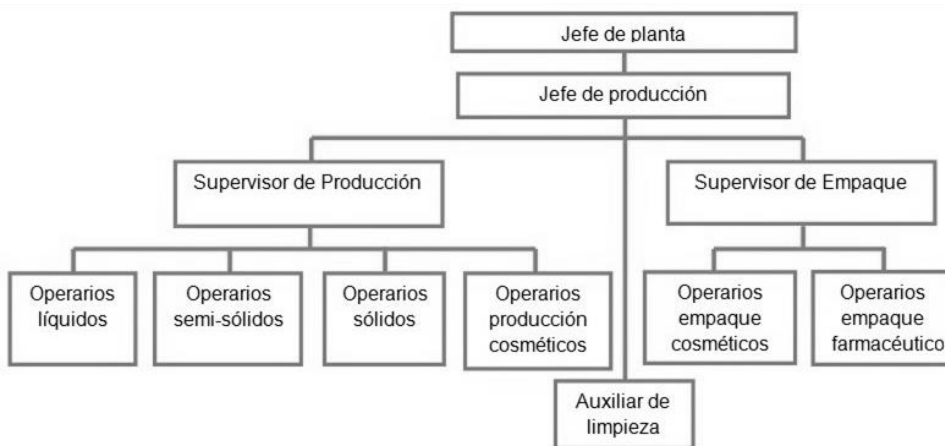 Jefe de planta
Jefe de producción
Supervisor de Producción
Supervisor de Empaque
Operarios
líquidos
Operarios
semi-sólidos
Operarios
sólidos
Operarios
producción
cosméticos
Operarios
empaque
cosméticos
Operarios
empaque
farmacéutico
Auxiliar de
limpieza